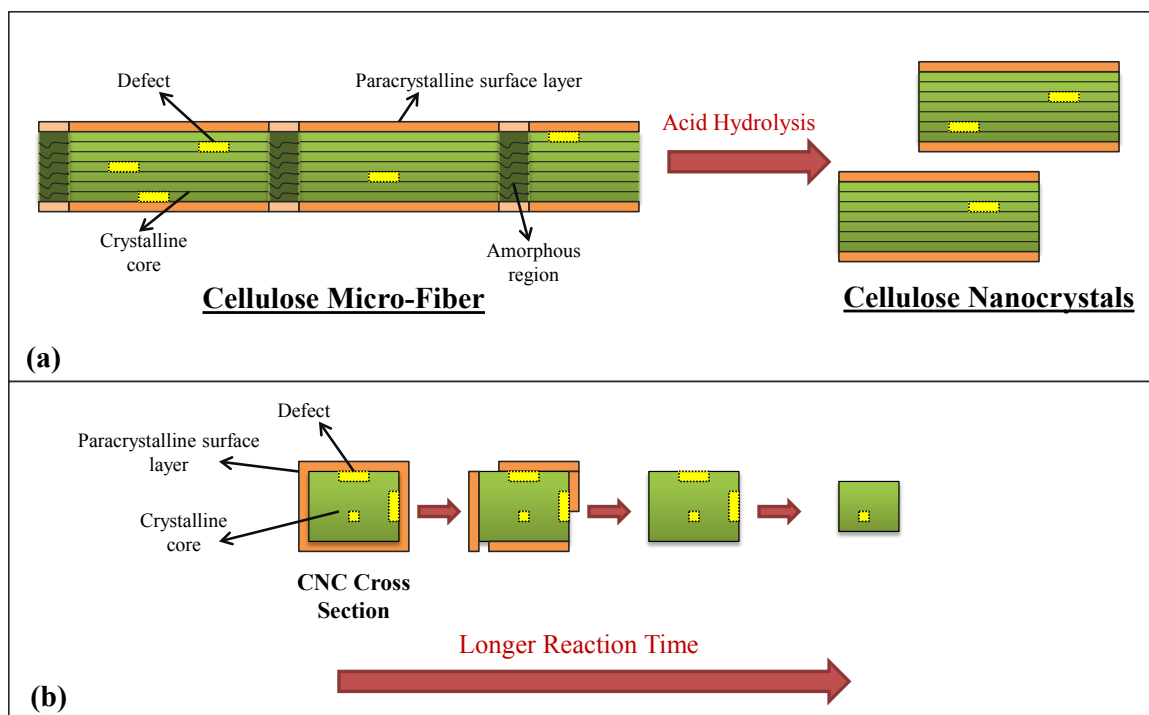 Defect
Paracrystalline surface layer
Acid Hydrolysis
Crystalline
core
Amorphous
region
Cellulose Micro-Fiber
Cellulose Nanocrystals
(a)
Defect
Paracrystalline surface
layer
Crystalline
core
CNC Cross
Section
Longer Reaction Time
(b)